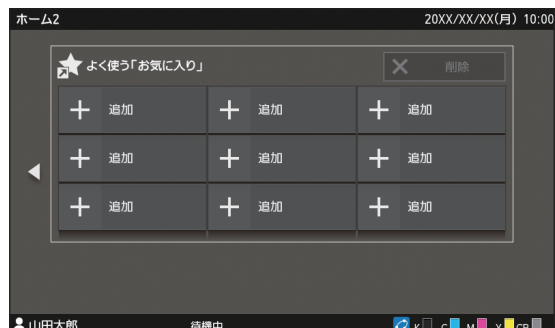 ホーム2 20XX/XX/XX(月) 10:00
よく使う「お気に入り」 削除
追加 追加 追加
追加 追加 追加
追加 追加 追加
山田太郎 待機中 K C M Y GR